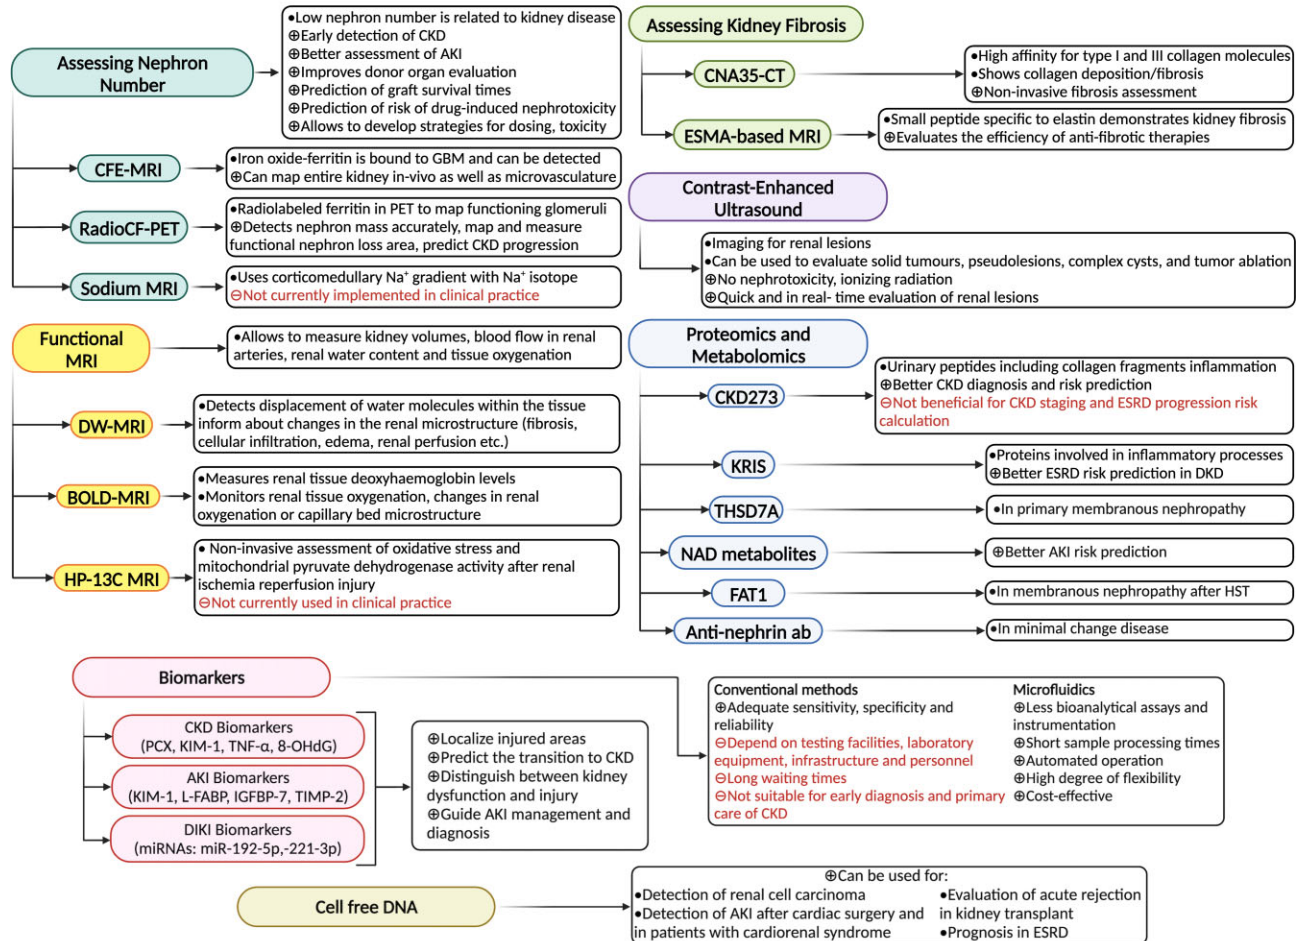 Assessing Nephron
Number
●Low nephron number is related to kidney disease
⊕Early detection of CKD
⊕Better assessment of AKI
⊕Improves donor organ evaluation
⊕Prediction of graft survival times
⊕Prediction of risk of drug-induced nephrotoxicity
⊕Allows to develop strategies for dosing, toxicity
CFE-MRI
●Iron oxide-ferritin is bound to GBM and can be detected
⊕Can map entire kidney in-vivo as well as microvasculature
RadioCF-PET
●Radiolabeled ferritin in PET to map functioning glomeruli
⊕Detects nephron mass accurately, map and measure
functional nephron loss area, predict CKD progression
Sodium MRI
●Uses corticomedullary Na⁺ gradient with Na⁺ isotope
⊖Not currently implemented in clinical practice
Functional
MRI
●Allows to measure kidney volumes, blood flow in renal
arteries, renal water content and tissue oxygenation
DW-MRI
●Detects displacement of water molecules within the tissue
inform about changes in the renal microstructure (fibrosis,
cellular infiltration, edema, renal perfusion etc.)
BOLD-MRI
●Measures renal tissue deoxyhaemoglobin levels
●Monitors renal tissue oxygenation, changes in renal
oxygenation or capillary bed microstructure
HP-13C MRI
● Non-invasive assessment of oxidative stress and
mitochondrial pyruvate dehydrogenase activity after renal
ischemia reperfusion injury
⊖Not currently used in clinical practice
Assessing Kidney Fibrosis
CNA35-CT
●High affinity for type I and III collagen molecules
●Shows collagen deposition/fibrosis
⊕Non-invasive fibrosis assessment
ESMA-based MRI
●Small peptide specific to elastin demonstrates kidney fibrosis
⊕Evaluates the efficiency of anti-fibrotic therapies
Contrast-Enhanced
Ultrasound
●Imaging for renal lesions
●Can be used to evaluate solid tumours, pseudolesions, complex cysts, and tumor ablation
⊕No nephrotoxicity, ionizing radiation
⊕Quick and in real- time evaluation of renal lesions
Proteomics and
Metabolomics
CKD273
●Urinary peptides including collagen fragments inflammation
⊕Better CKD diagnosis and risk prediction
⊖Not beneficial for CKD staging and ESRD progression risk
calculation
KRIS
●Proteins involved in inflammatory processes
⊕Better ESRD risk prediction in DKD
THSD7A
●In primary membranous nephropathy
NAD metabolites
⊕Better AKI risk prediction
FAT1
●In membranous nephropathy after HST
Anti-nephrin ab
●In minimal change disease
Biomarkers
CKD Biomarkers
(PCX, KIM-1, TNF-α, 8-OHdG)
AKI Biomarkers
(KIM-1, L-FABP, IGFBP-7, TIMP-2)
DIKI Biomarkers
(miRNAs: miR-192-5p,-221-3p)
⊕Localize injured areas
⊕Predict the transition to CKD
⊕Distinguish between kidney
dysfunction and injury
⊕Guide AKI management and
diagnosis
Conventional methods
⊕Adequate sensitivity, specificity and
reliability
⊖Depend on testing facilities, laboratory
equipment, infrastructure and personnel
⊖Long waiting times
⊖Not suitable for early diagnosis and primary
care of CKD
Microfluidics
⊕Less bioanalytical assays and
instrumentation
⊕Short sample processing times
⊕Automated operation
⊕High degree of flexibility
⊕Cost-effective
Cell free DNA
⊕Can be used for:
●Detection of renal cell carcinoma
●Detection of AKI after cardiac surgery and
in patients with cardiorenal syndrome
●Evaluation of acute rejection
in kidney transplant
●Prognosis in ESRD